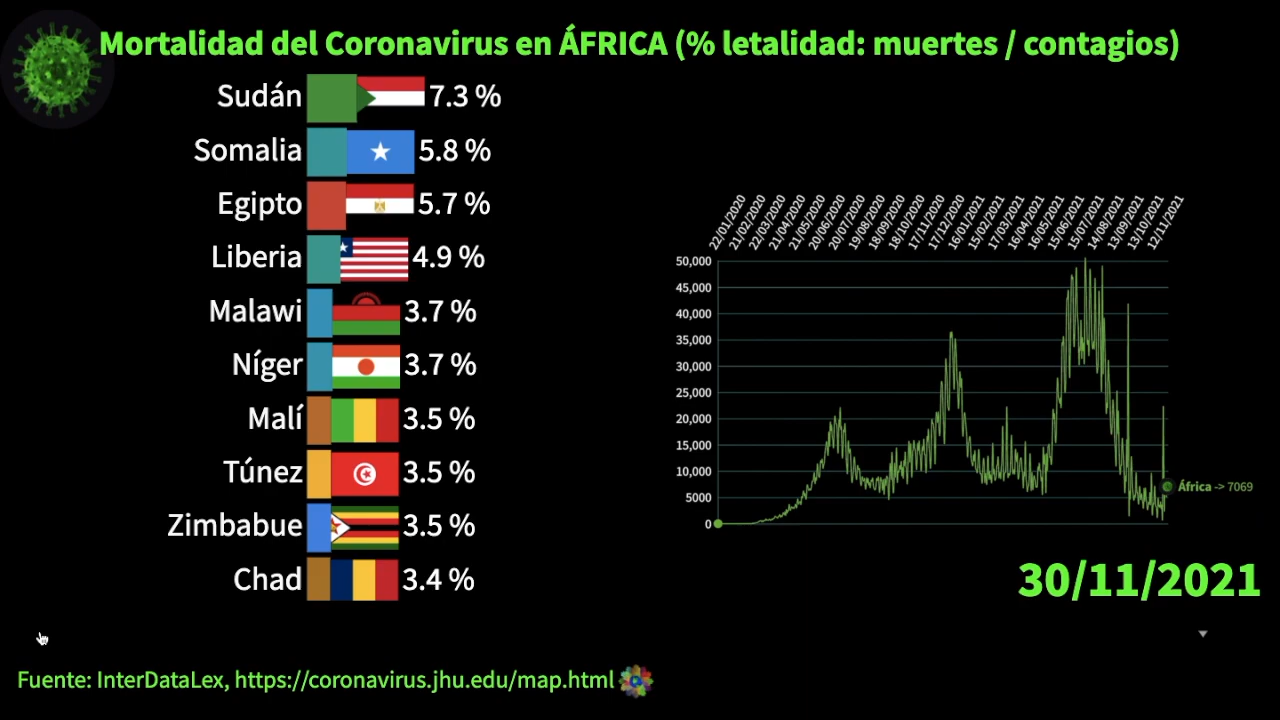 Mortalidad del Coronavirus en ÁFRICA (% letalidad: muertes / contagios)
Sudán 7.3 %
Somalia 5.8 %
Egipto 5.7 %
Liberia 4.9 %
Malawi 3.7 %
Níger 3.7 %
Malí 3.5 %
Túnez 3.5 %
Zimbabue 3.5 %
Chad 3.4 %
22/01/2020
21/02/2020
22/03/2020
21/04/2020
21/05/2020
20/06/2020
20/07/2020
19/08/2020
18/09/2020
18/10/2020
17/11/2020
17/12/2020
16/01/2021
15/02/2021
17/03/2021
16/04/2021
16/05/2021
15/06/2021
15/07/2021
14/08/2021
13/09/2021
13/10/2021
12/11/2021
50,000
45,000
40,000
35,000
30,000
25,000
20,000
15,000
10,000
5000
0
África -> 7069
30/11/2021
Fuente: InterDataLex, https://coronavirus.jhu.edu/map.html